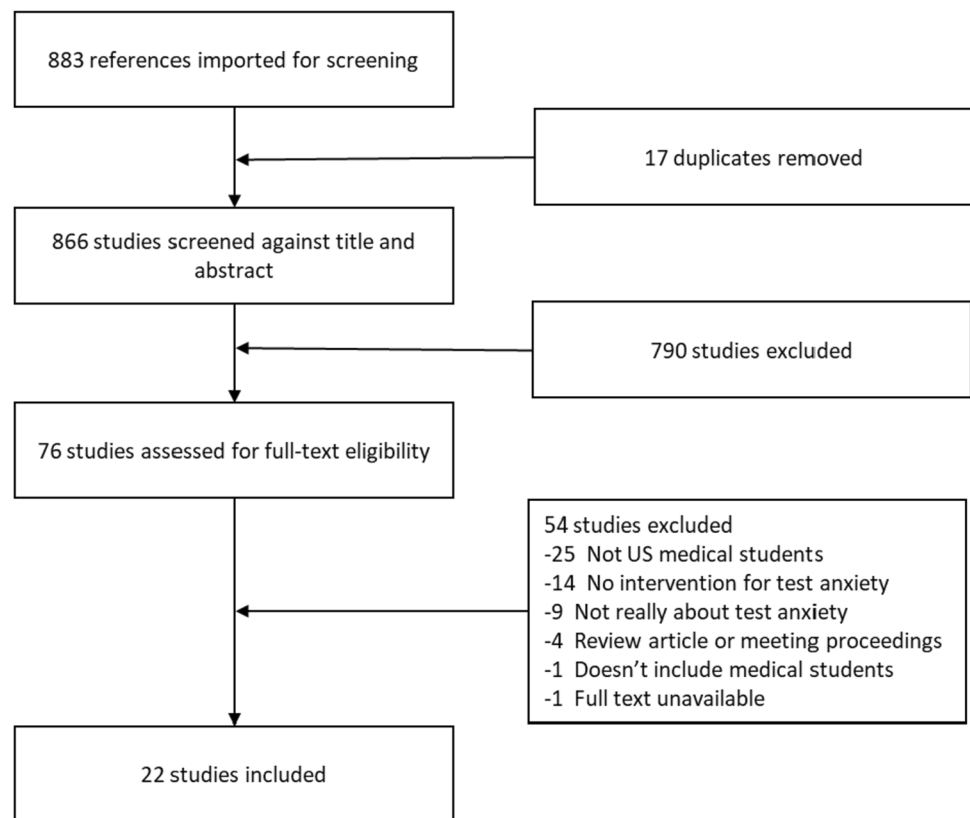 883 references imported for screening
17 duplicates removed
866 studies screened against title and
abstract
790 studies excluded
76 studies assessed for full-text eligibility
54 studies excluded
-25 Not US medical students
-14 No intervention for test anxiety
-9 Not really about test anxiety
-4 Review article or meeting proceedings
-1 Doesn't include medical students
-1 Full text unavailable
22 studies included